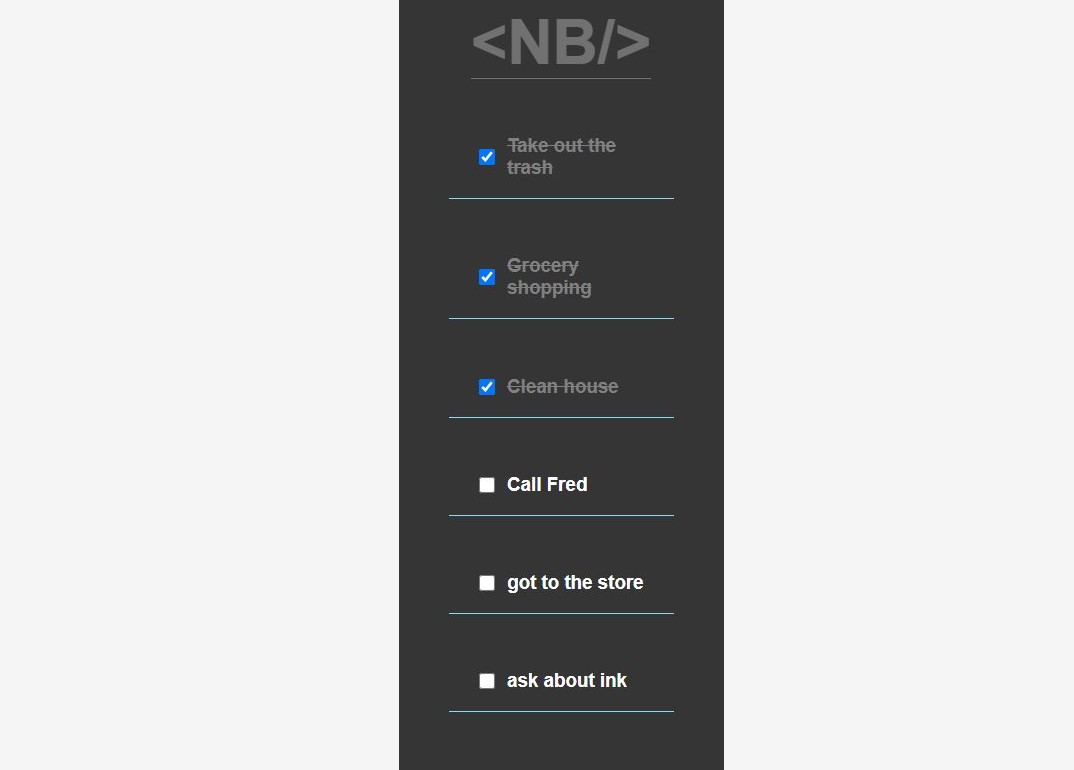 <NB/>
Take out the
trash
Grocery
shopping
Clean house
Call Fred
got to the store
ask about ink